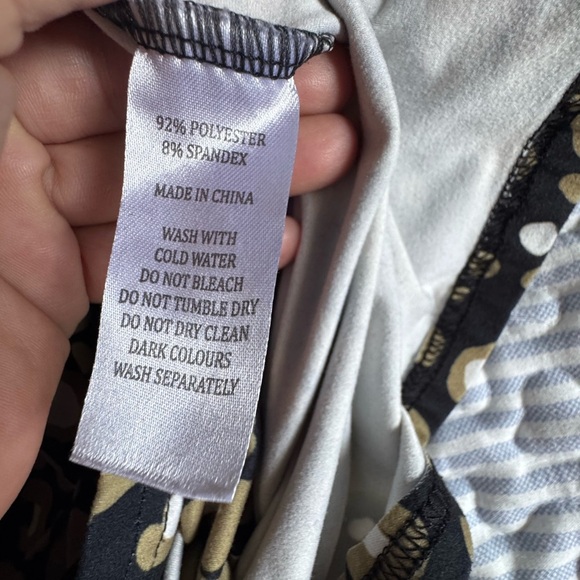 92% POLYESTER
8% SPANDEX
MADE IN CHINA
WASH WITH
COLD WATER
DO NOT BLEACH
DO NOT TUMBLE DRY
DO NOT DRY CLEAN
DARK COLOURS
WASH SEPARATELY